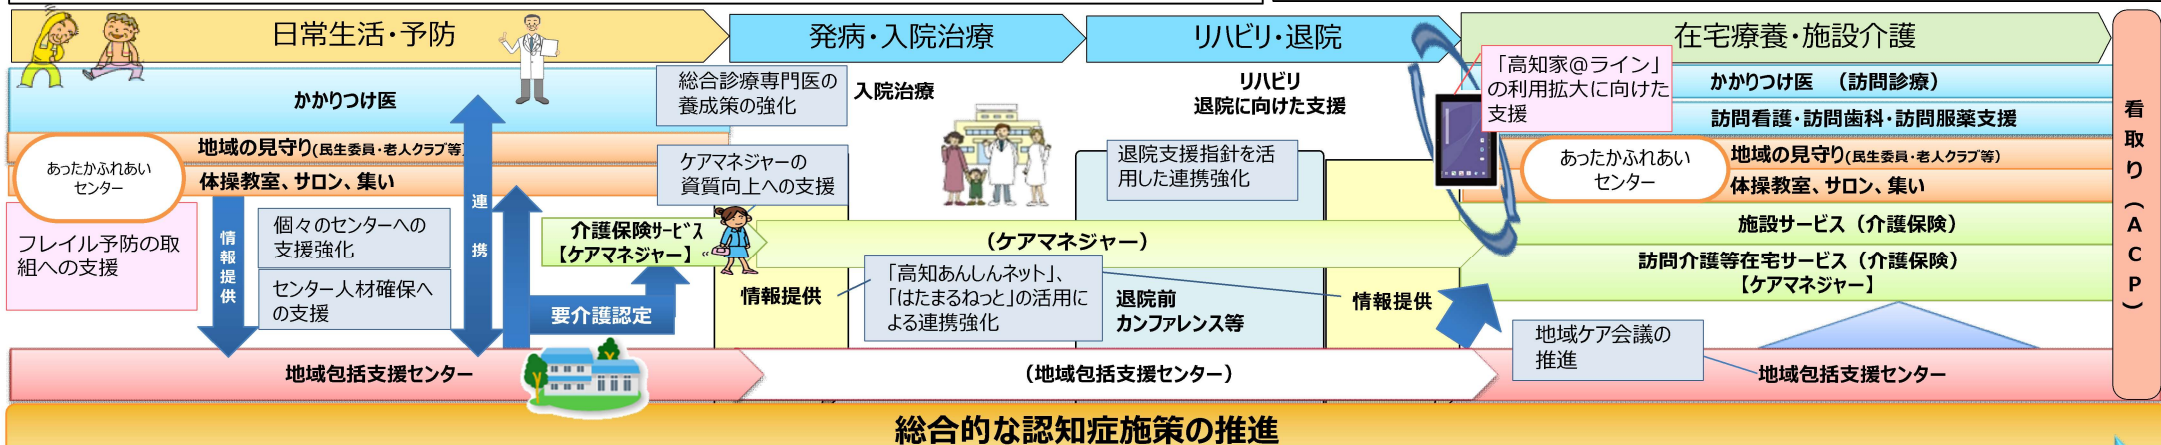 日常生活・予防
発病・入院治療
リハビリ・退院
在宅療養・施設介護
かかりつけ医
総合診療専門医の
養成策の強化
入院治療
リハビリ
退院に向けた支援
「高知家@ライン」
の利用拡大に向けた
支援
かかりつけ医 (訪問診療)
訪問看護・訪問歯科・訪問服薬支援
看取り(ACP)
あったかふれあい
センター
地域の見守り(民生委員・老人クラブ等)
体操教室、サロン、集い
連携
ケアマネジャーの
資質向上への支援
退院支援指針を活
用した連携強化
あったかふれあい
センター
地域の見守り(民生委員・老人クラブ等)
体操教室、サロン、集い
フレイル予防の取
組への支援
情報提供
個々のセンターへの
支援強化
センター人材確保へ
の支援
介護保険サービス
【ケアマネジャー】
要介護認定
(ケアマネジャー)
情報提供
「高知あんしんネット」、
「はたまるねっと」の活用に
よる連携強化
退院前
カンファレンス等
情報提供
施設サービス(介護保険)
訪問介護等在宅サービス(介護保険)
【ケアマネジャー】
地域ケア会議の
推進
地域包括支援センター
(地域包括支援センター)
地域包括支援センター
総合的な認知症施策の推進